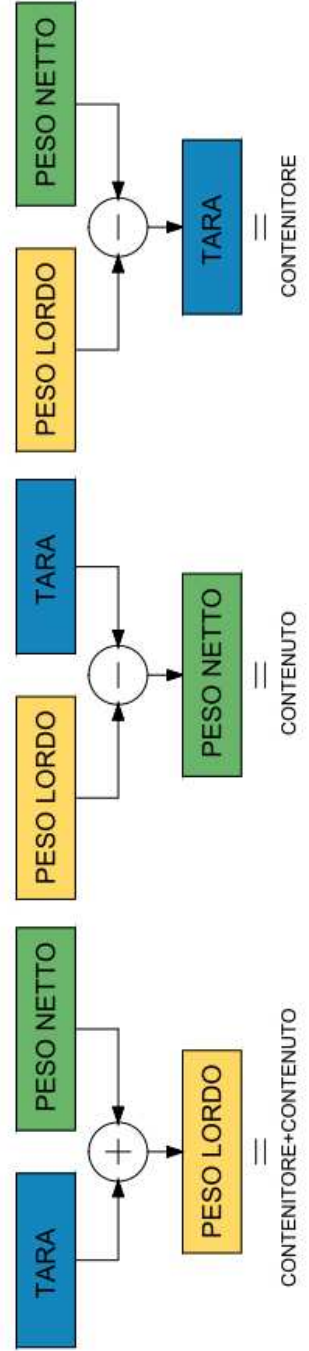 TARA
PESO NETTO
+
PESO LORDO
=
CONTENITORE+CONTENUTO
PESO LORDO
TARA
−
PESO NETTO
=
CONTENUTO
PESO LORDO
PESO NETTO
−
TARA
=
CONTENITORE